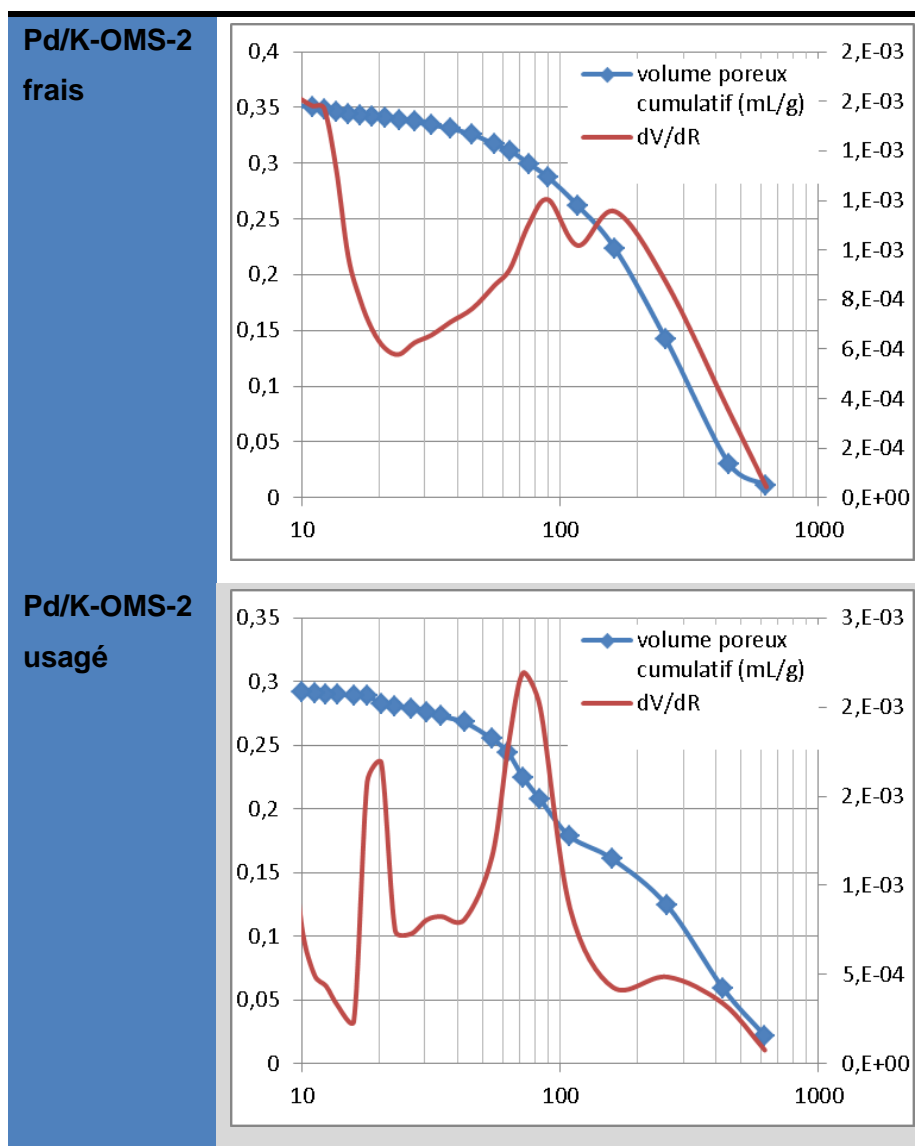 Pd/K-OMS-2
frais
0,4
0,35
0,3
0,25
0,2
0,15
0,1
0,05
0
2,E-03
2,E-03
1,E-03
1,E-03
1,E-03
8,E-04
6,E-04
4,E-04
2,E-04
0,E+00
volume poreux
cumulatif (mL/g)
dV/dR
10
100
1000
Pd/K-OMS-2
usagé
0,35
0,3
0,25
0,2
0,15
0,1
0,05
0
3,E-03
2,E-03
2,E-03
1,E-03
5,E-04
0,E+00
volume poreux
cumulatif (mL/g)
dV/dR
10
100
1000